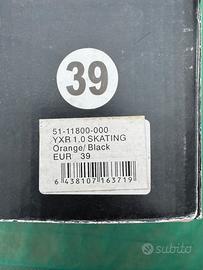 39
51-11800-000
YXR 1,0 SKATING
Orange/ Black
EUR 39
6 438107 163719
subito